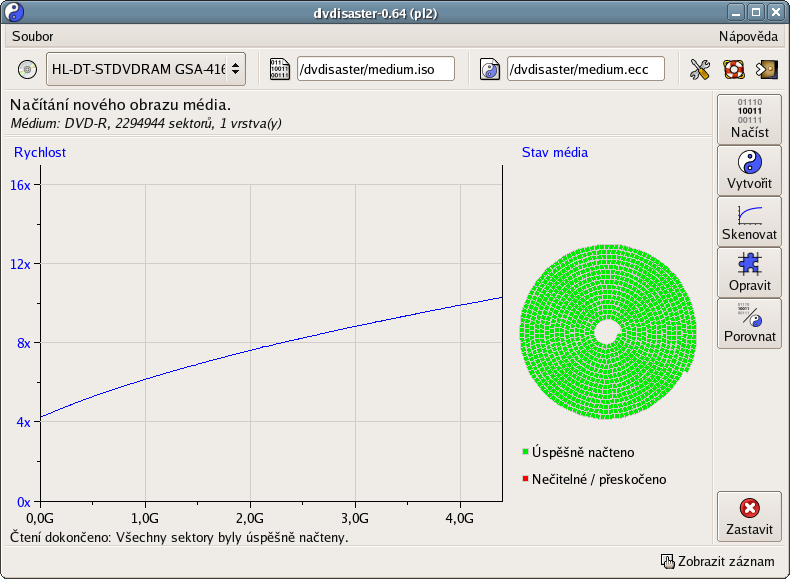 dvdisaster-0.64 (pl2)
Soubor
Nápověda
HL-DT-STDVDRAM GSA-416
/dvdisaster/medium.iso
/dvdisaster/medium.ecc
Načítání nového obrazu média.
Médium: DVD-R, 2294944 sektorů, 1 vrstva(y)
Rychlost
Stav média
16x
12x
8x
4x
0x
0,0G
1,0G
2,0G
3,0G
4,0G
Úspěšně načteno
Nečitelné / přeskočeno
Čtení dokončeno: Všechny sektory byly úspěšně načteny.
01110
10011
00111
Načíst
Vytvořit
Skenovat
Opravit
Porovnat
Zastavit
Zobrazit záznam